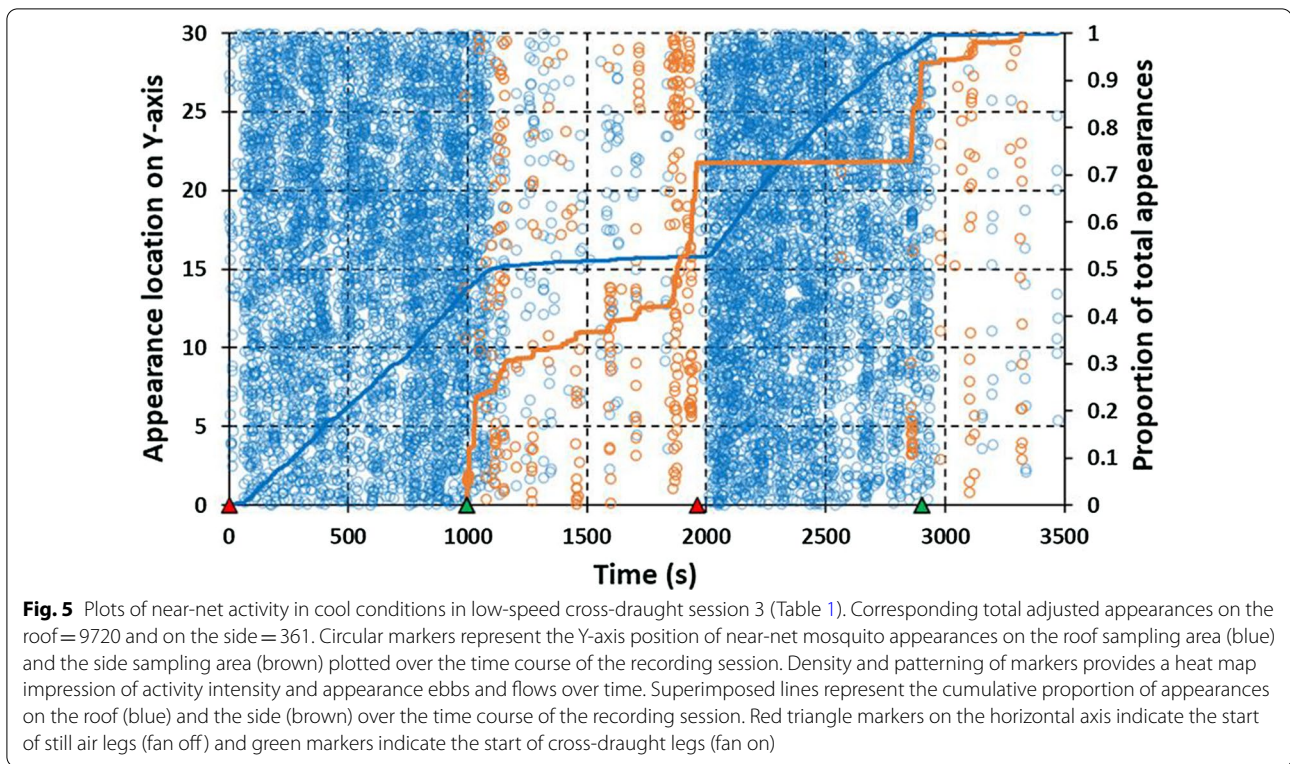 30
25
20
15
10
5
0
Appearance location on Y-axis
1
0.9
0.8
0.7
0.6
0.5
0.4
0.3
0.2
0.1
0
Proportion of total appearances
0 500 1000 1500 2000 2500 3000 3500
Time (s)
Fig. 5 Plots of near-net activity in cool conditions in low-speed cross-draught session 3 (Table 1). Corresponding total adjusted appearances on the
roof = 9720 and on the side = 361. Circular markers represent the Y-axis position of near-net mosquito appearances on the roof sampling area (blue)
and the side sampling area (brown) plotted over the time course of the recording session. Density and patterning of markers provides a heat map
impression of activity intensity and appearance ebbs and flows over time. Superimposed lines represent the cumulative proportion of appearances
on the roof (blue) and the side (brown) over the time course of the recording session. Red triangle markers on the horizontal axis indicate the start
of still air legs (fan off) and green markers indicate the start of cross-draught legs (fan on)